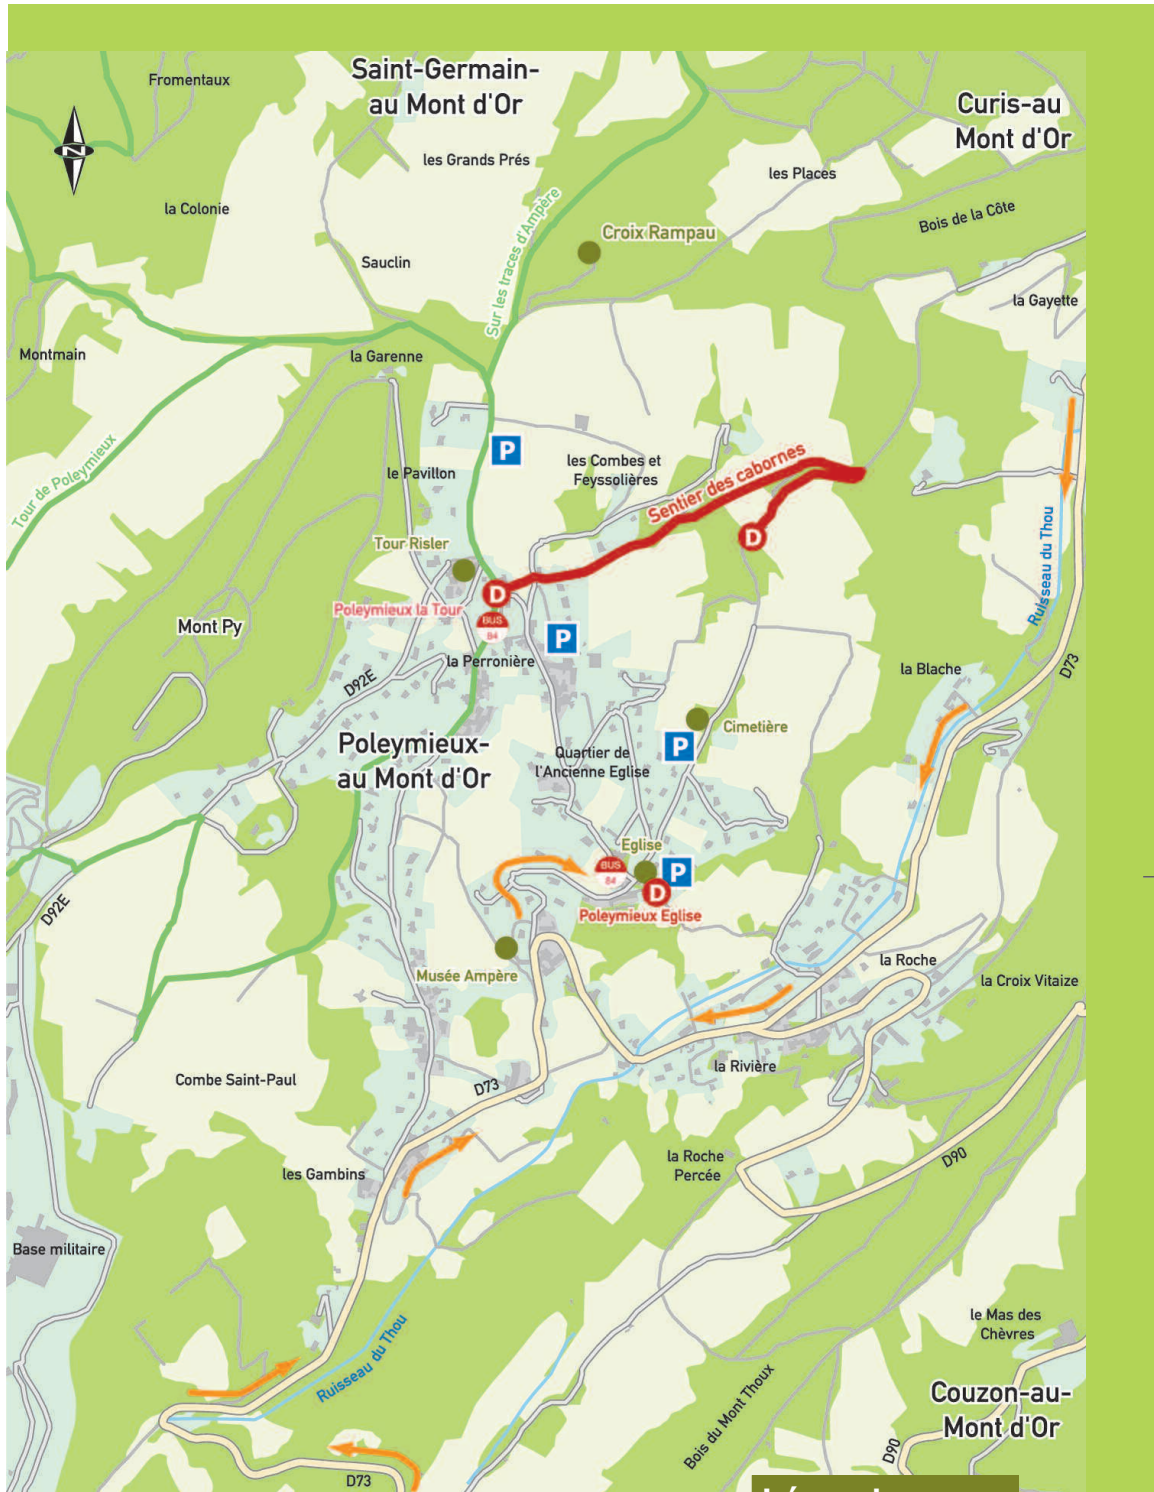 Saint-Germain-
au Mont d'Or
Fromentaux
Curis-au
Mont d'Or
N
les Grands Prés
les Places
la Colonie
Bois de la Côte
Sur les traces d'Ampère
Croix Rampau
Sauclin
la Gayette
Montmain
la Garenne
Tour de Poleymieux
P
le Pavillon
les Combes et
Feyssolières
Sentier des cabornes
D
Ruisseau du Thou
Tour Risler
D
Poleymieux la Tour
BUS
84
P
Mont Py
la Perronière
D92E
la Blache
D73
Cimetière
P
Poleymieux-
au Mont d'Or
Quartier de
l'Ancienne Eglise
Eglise
BUS
84
P
D
Poleymieux Eglise
D92E
Musée Ampère
la Roche
la Croix Vitaize
Combe Saint-Paul
D73
la Rivière
les Gambins
la Roche
Percée
D90
Base militaire
le Mas des
Chèvres
Ruisseau du Thou
Bois du Mont Thoux
Couzon-au-
Mont d'Or
D90
D73